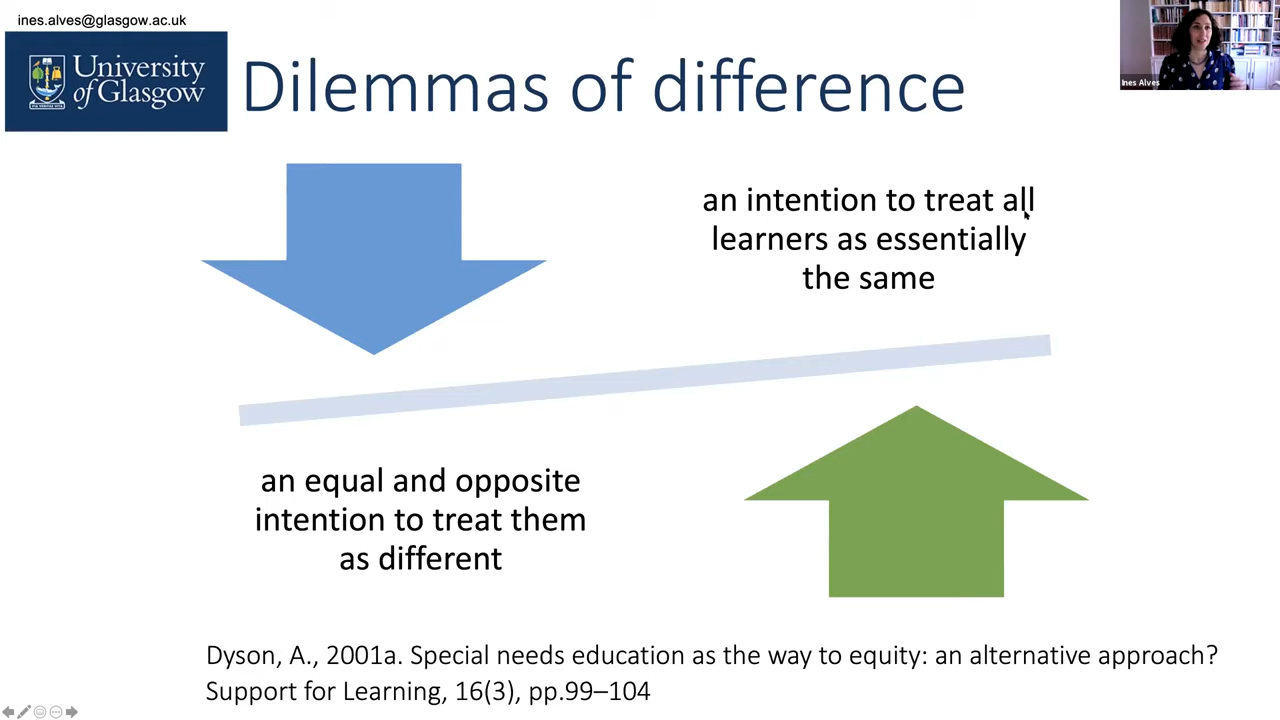 ines.alves@glasgow.ac.uk
University
of Glasgow
Dilemmas of difference
Ines Alves
an intention to treat all
learners as essentially
the same
an equal and opposite
intention to treat them
as different
Dyson, A., 2001a. Special needs education as the way to equity: an alternative approach?
Support for Learning, 16(3), pp.99–104